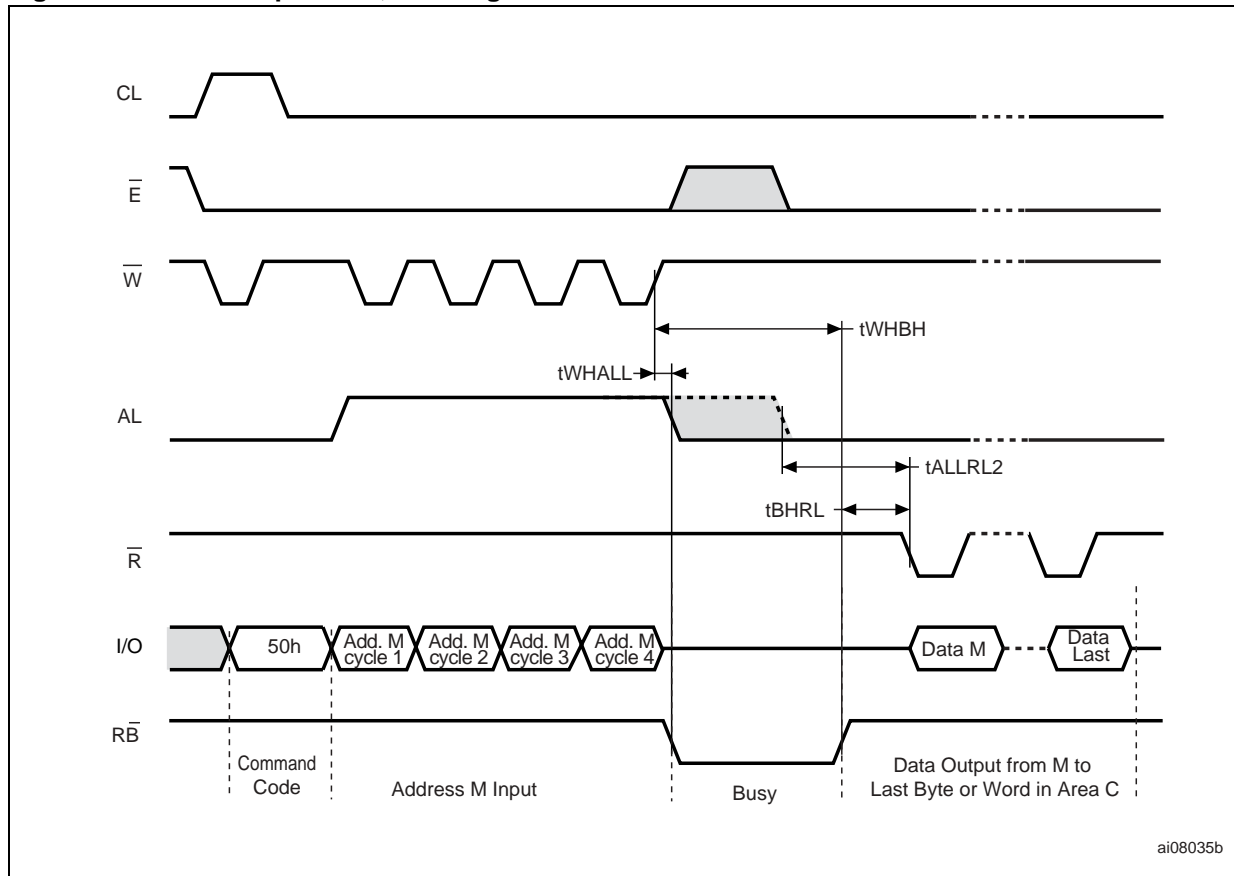 CL
E
W
tWHBH
tWHALL
AL
tALLRL2
tBHRL
R
I/O
50h
Add. M
cycle 1
Add. M
cycle 2
Add. M
cycle 3
Add. M
cycle 4
Data M
Data
Last
RB
Command
Code
Address M Input
Busy
Data Output from M to
Last Byte or Word in Area C
ai08035b